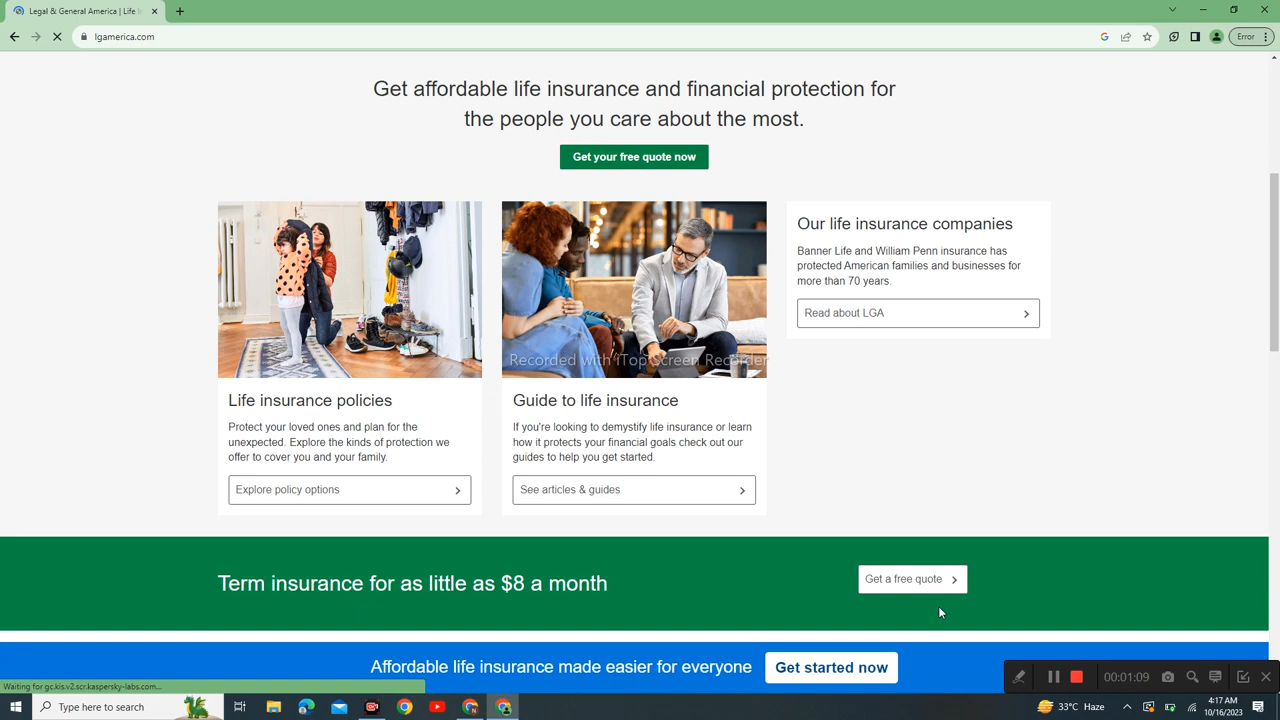 Legal & General America | Life In
lgamerica.com
Error
Get affordable life insurance and financial protection for
the people you care about the most.
Get your free quote now
Our life insurance companies
Banner Life and William Penn insurance has
protected American families and businesses for
more than 70 years.
Read about LGA
Recorded with iTop Screen Recorder
Life insurance policies
Protect your loved ones and plan for the
unexpected. Explore the kinds of protection we
offer to cover you and your family.
Explore policy options
Guide to life insurance
If you're looking to demystify life insurance or learn
how it protects your financial goals check out our
guides to help you get started.
See articles & guides
Term insurance for as little as $8 a month
Get a free quote
Affordable life insurance made easier for everyone
Get started now
00:01:09
Waiting for gc.kis.v2.scr.kaspersky-labs.com...
Type here to search
33°C Haze
4:17 AM
10/16/2023